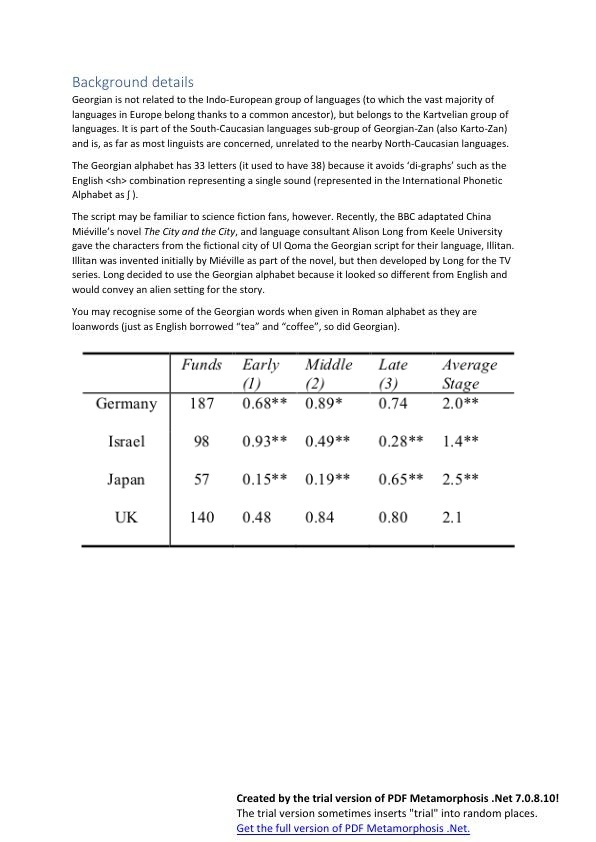 Background details
Georgian is not related to the Indo-European group of languages (to which the vast majority of
languages in Europe belong thanks to a common ancestor), but belongs to the Kartvelian group of
languages. It is part of the South-Caucasian languages sub-group of Georgian-Zan (also Karto-Zan)
and is, as far as most linguists are concerned, unrelated to the nearby North-Caucasian languages.
The Georgian alphabet has 33 letters (it used to have 38) because it avoids ‘di-graphs’ such as the
English <sh> combination representing a single sound (represented in the International Phonetic
Alphabet as ʃ ).
The script may be familiar to science fiction fans, however. Recently, the BBC adaptated China
Miéville’s novel The City and the City, and language consultant Alison Long from Keele University
gave the characters from the fictional city of Ul Qoma the Georgian script for their language, Illitan.
Illitan was invented initially by Miéville as part of the novel, but then developed by Long for the TV
series. Long decided to use the Georgian alphabet because it looked so different from English and
would convey an alien setting for the story.
You may recognise some of the Georgian words when given in Roman alphabet as they are
loanwords (just as English borrowed “tea” and “coffee”, so did Georgian).
Funds Early Middle Late Average
(1) (2) (3) Stage
Germany 187 0.68** 0.89* 0.74 2.0**
Israel 98 0.93** 0.49** 0.28** 1.4**
Japan 57 0.15** 0.19** 0.65** 2.5**
UK 140 0.48 0.84 0.80 2.1
Created by the trial version of PDF Metamorphosis .Net 7.0.8.10!
The trial version sometimes inserts "trial" into random places.
Get the full version of PDF Metamorphosis .Net.